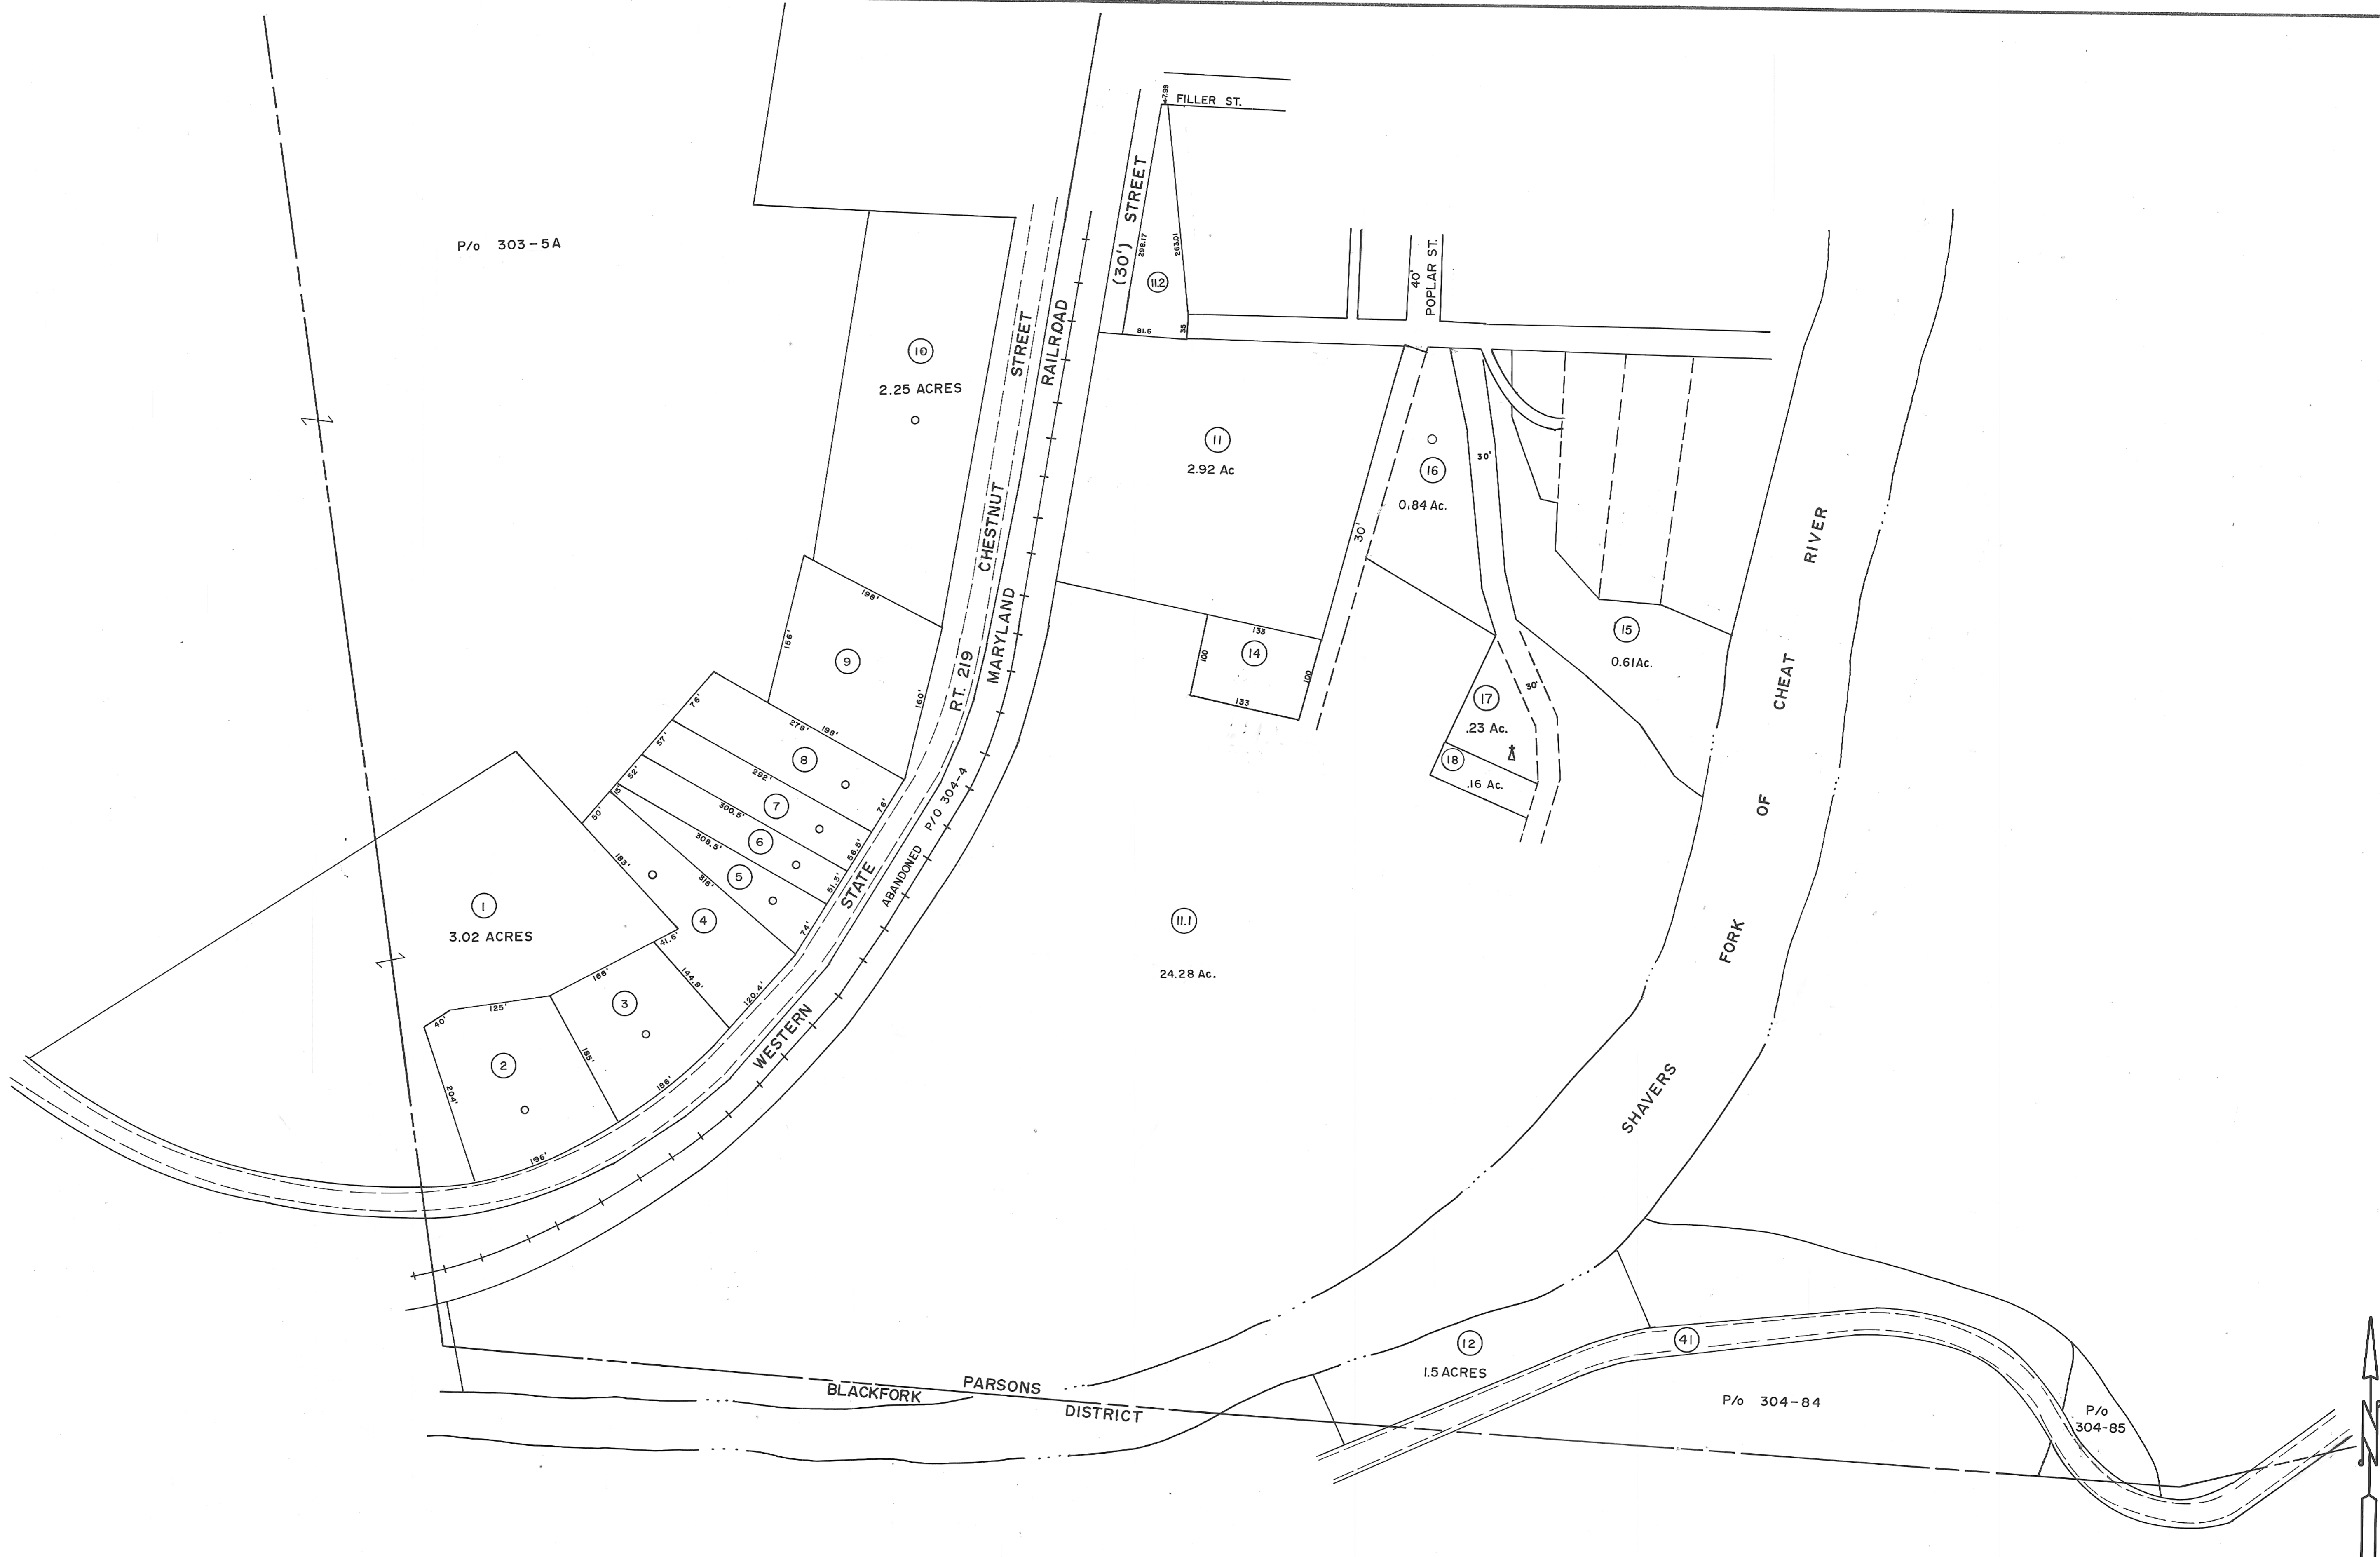 7.99
FILLER ST.
(30') STREET
298.17
263.01
11.2
81.6
35
P/o 303-5A
40'
POPLAR ST.
10
2.25 ACRES
STATE RT. 219 CHESTNUT STREET
WESTERN MARYLAND RAILROAD
ABANDONED P/O 304-4
11
2.92 Ac
30'
16
0.84 Ac.
30'
15
0.61 Ac.
14
133
100
100
133
17
.23 Ac.
30'
18
.16 Ac.
9
198'
156'
160'
8
76'
278'
198'
76'
7
57'
292'
56.5'
6
52'
300.5'
51.3'
5
15'
308.5'
74'
316'
4
50'
183'
41.6'
144.9'
120.4'
1
3.02 ACRES
3
166'
185'
186'
2
40'
125'
204'
196'
11.1
24.28 Ac.
SHAVERS FORK OF CHEAT RIVER
12
1.5 ACRES
41
PARSONS
BLACKFORK
DISTRICT
P/o 304-84
P/o
304-85
N